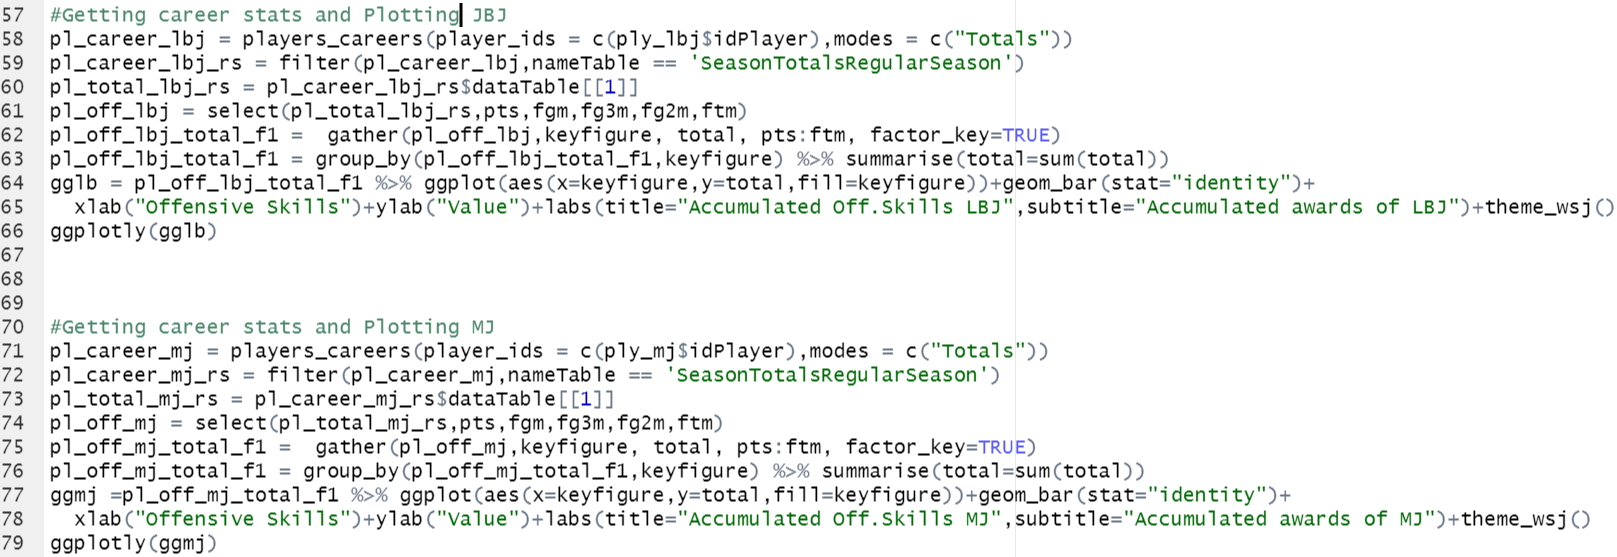 57 #Getting career stats and Plotting JBJ
58 pl_career_lbj = players_careers(player_ids = c(ply_lbj$idPlayer),modes = c("Totals"))
59 pl_career_lbj_rs = filter(pl_career_lbj,nameTable == 'SeasonTotalsRegularSeason')
60 pl_total_lbj_rs = pl_career_lbj_rs$dataTable[[1]]
61 pl_off_lbj = select(pl_total_lbj_rs,pts,fgm,fg3m,fg2m,ftm)
62 pl_off_lbj_total_f1 =  gather(pl_off_lbj,keyfigure, total, pts:ftm, factor_key=TRUE)
63 pl_off_lbj_total_f1 = group_by(pl_off_lbj_total_f1,keyfigure) %>% summarise(total=sum(total))
64 gglb = pl_off_lbj_total_f1 %>% ggplot(aes(x=keyfigure,y=total,fill=keyfigure))+geom_bar(stat="identity")+
65   xlab("Offensive Skills")+ylab("Value")+labs(title="Accumulated Off.Skills LBJ",subtitle="Accumulated awards of LBJ")+theme_wsj()
66 ggplotly(gglb)
67
68
69
70 #Getting career stats and Plotting MJ
71 pl_career_mj = players_careers(player_ids = c(ply_mj$idPlayer),modes = c("Totals"))
72 pl_career_mj_rs = filter(pl_career_mj,nameTable == 'SeasonTotalsRegularSeason')
73 pl_total_mj_rs = pl_career_mj_rs$dataTable[[1]]
74 pl_off_mj = select(pl_total_mj_rs,pts,fgm,fg3m,fg2m,ftm)
75 pl_off_mj_total_f1 =  gather(pl_off_mj,keyfigure, total, pts:ftm, factor_key=TRUE)
76 pl_off_mj_total_f1 = group_by(pl_off_mj_total_f1,keyfigure) %>% summarise(total=sum(total))
77 ggmj =pl_off_mj_total_f1 %>% ggplot(aes(x=keyfigure,y=total,fill=keyfigure))+geom_bar(stat="identity")+
78   xlab("Offensive Skills")+ylab("Value")+labs(title="Accumulated Off.Skills MJ",subtitle="Accumulated awards of MJ")+theme_wsj()
79 ggplotly(ggmj)